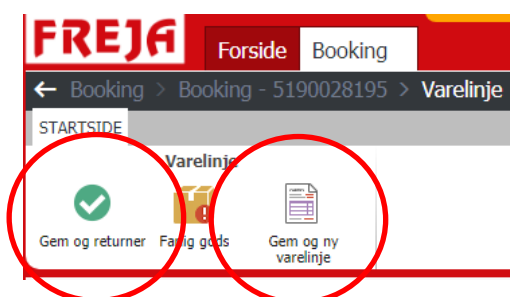 FREJA
Forside Booking
← Booking > Booking - 5190028195 > Varelinje
STARTSIDE
Varelinje
Gem og returner Farlig gods Gem og ny
varelinje